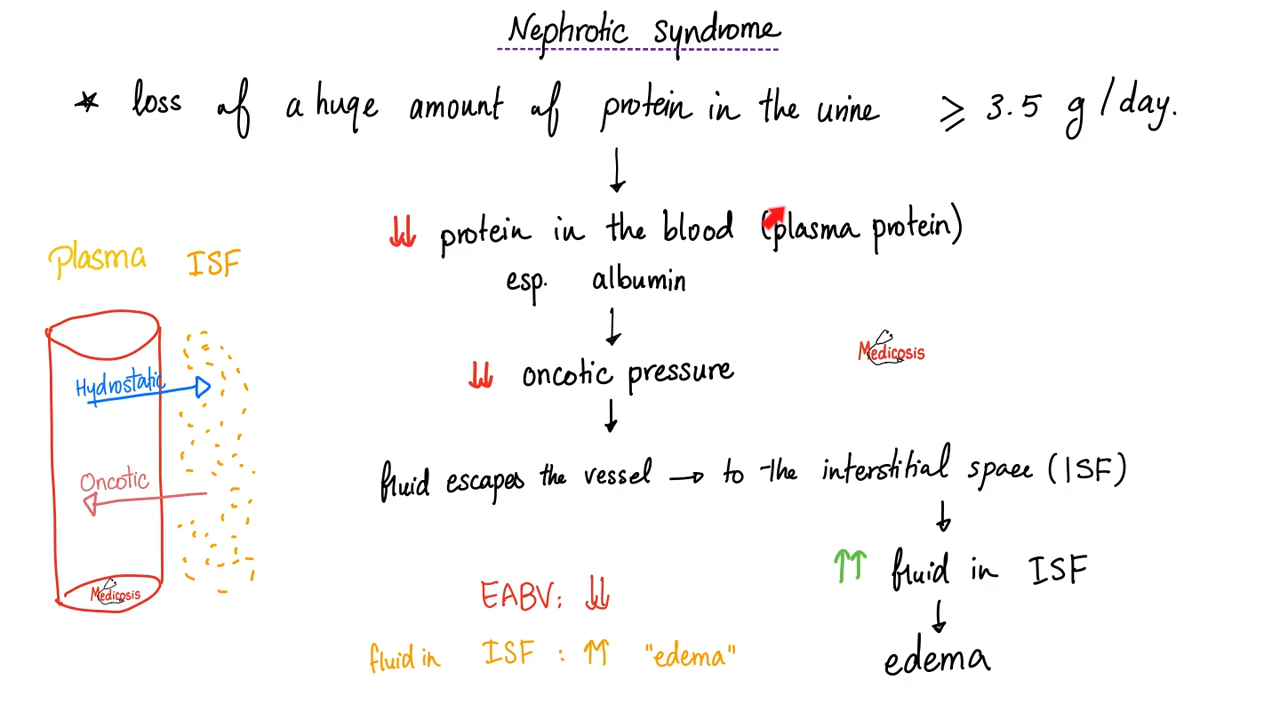 Nephrotic syndrome
* loss of a huge amount of protein in the urine ⩾ 3.5 g/day.
↓
↓↓ protein in the blood (plasma protein)
esp. albumin
↓
↓↓ oncotic pressure
↓
fluid escapes the vessel → to the interstitial space (ISF)
↓
↑↑ fluid in ISF
↓
edema
EABV: ↓↓
fluid in ISF : ↑↑ "edema"
Plasma ISF
Hydrostatic
Oncotic
Medicosis
Medicosis